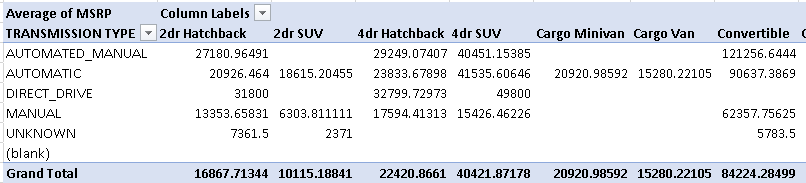 Average of MSRP Column Labels
TRANSMISSION TYPE 2dr Hatchback 2dr SUV 4dr Hatchback 4dr SUV Cargo Minivan Cargo Van Convertible
AUTOMATED_MANUAL 27180.96491 29249.07407 40451.15385 121256.6444
AUTOMATIC 20926.464 18615.20455 23833.67898 41535.60646 20920.98592 15280.22105 90637.3869
DIRECT_DRIVE 31800 32799.72973 49800
MANUAL 13353.65831 6303.811111 17594.41313 15426.46226 62357.75625
UNKNOWN 7361.5 2371 5783.5
(blank)
Grand Total 16867.71344 10115.18841 22420.8661 40421.87178 20920.98592 15280.22105 84224.28499